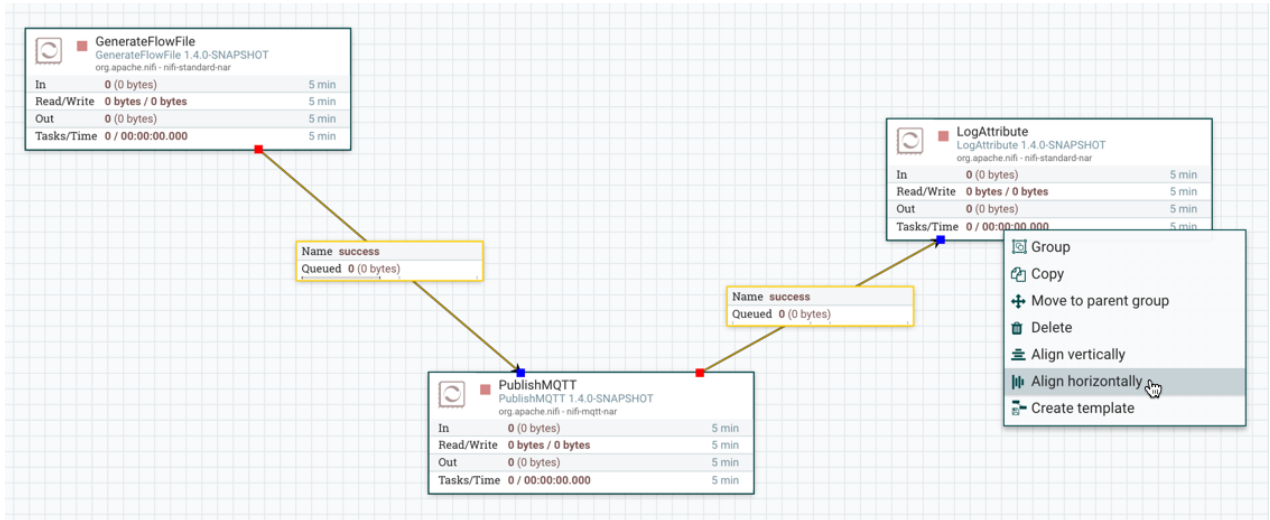 GenerateFlowFile
GenerateFlowFile 1.4.0-SNAPSHOT
org.apache.nifi - nifi-standard-nar
In 0 (0 bytes) 5 min
Read/Write 0 bytes / 0 bytes 5 min
Out 0 (0 bytes) 5 min
Tasks/Time 0 / 00:00:00.000 5 min
LogAttribute
LogAttribute 1.4.0-SNAPSHOT
org.apache.nifi - nifi-standard-nar
In 0 (0 bytes) 5 min
Read/Write 0 bytes / 0 bytes 5 min
Out 0 (0 bytes) 5 min
Tasks/Time 0 / 00:00:00.000 5 min
Name success
Queued 0 (0 bytes)
Name success
Queued 0 (0 bytes)
Group
Copy
Move to parent group
Delete
Align vertically
Align horizontally
Create template
PublishMQTT
PublishMQTT 1.4.0-SNAPSHOT
org.apache.nifi - nifi-mqtt-nar
In 0 (0 bytes) 5 min
Read/Write 0 bytes / 0 bytes 5 min
Out 0 (0 bytes) 5 min
Tasks/Time 0 / 00:00:00.000 5 min